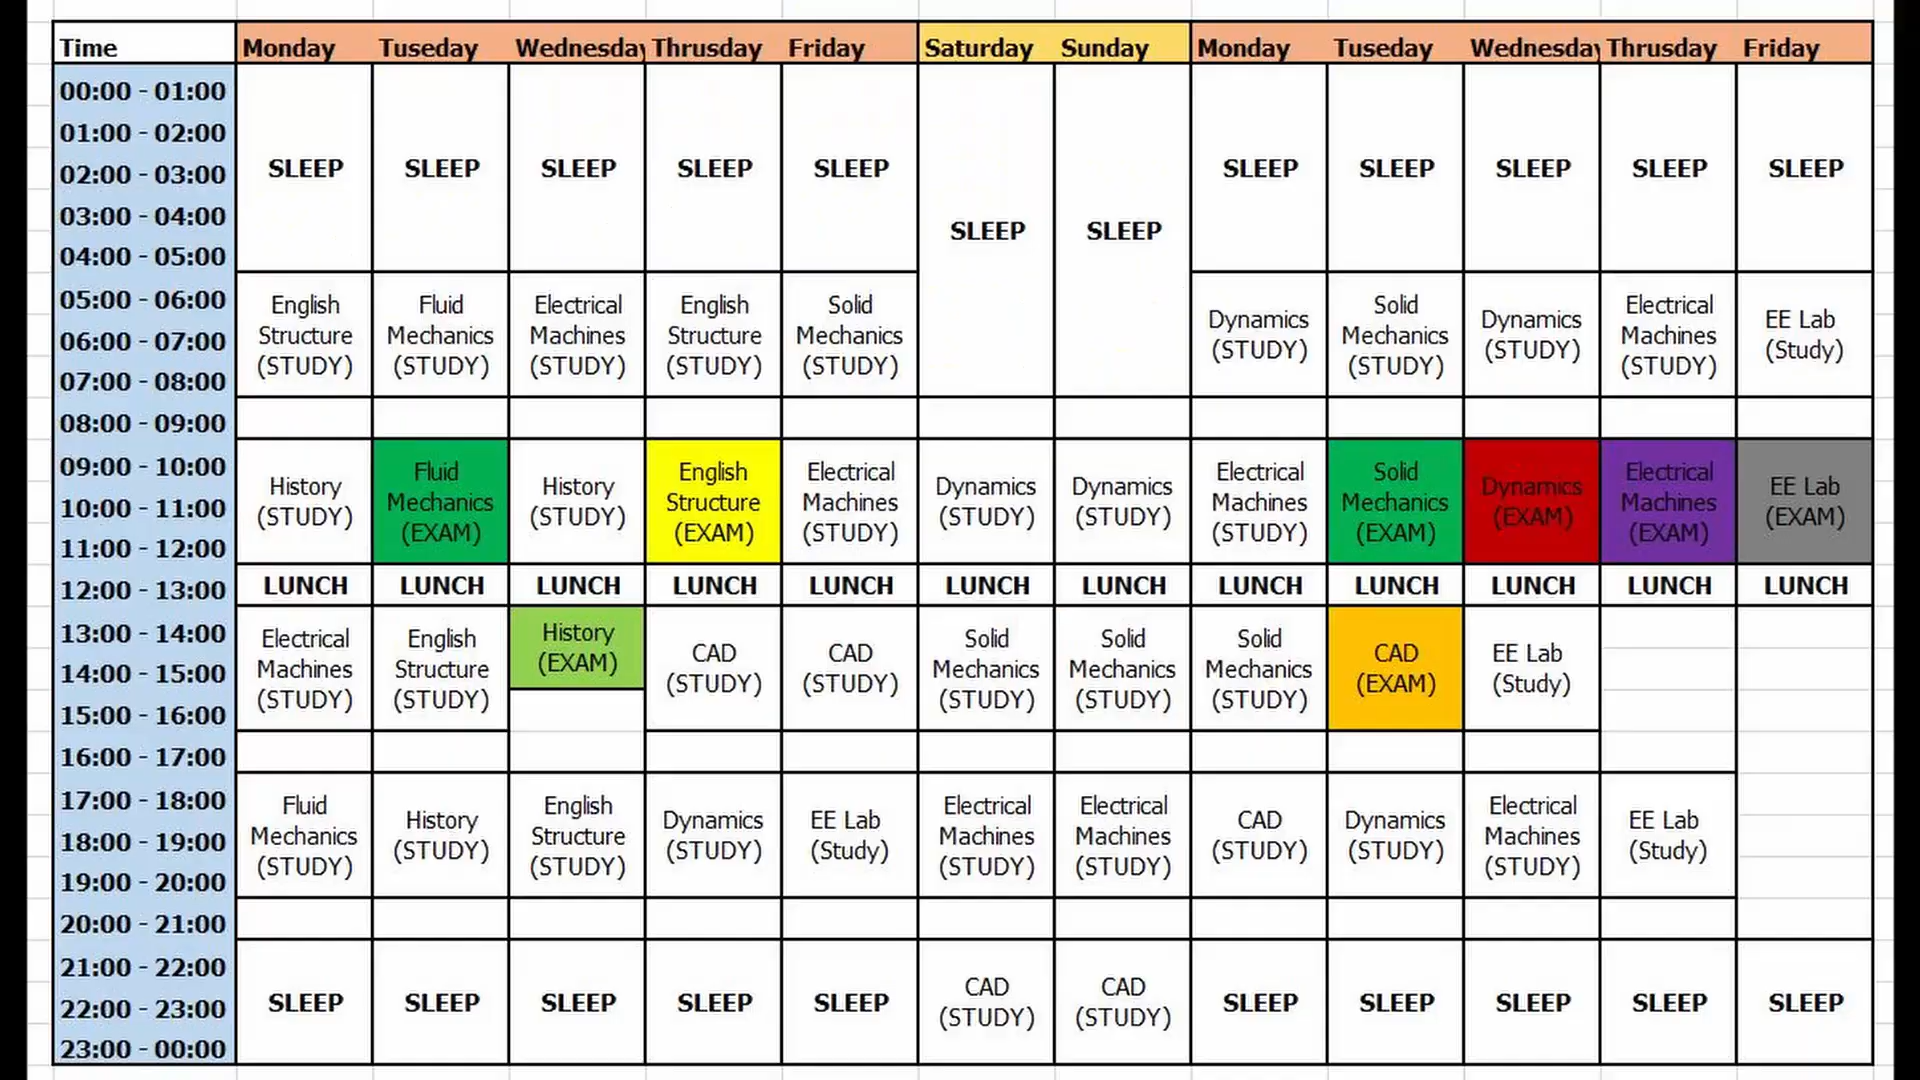 Time Monday Tuseday Wednesday Thrusday Friday Saturday Sunday Monday Tuseday Wednesday Thrusday Friday
00:00 - 01:00
01:00 - 02:00
02:00 - 03:00 SLEEP SLEEP SLEEP SLEEP SLEEP SLEEP SLEEP SLEEP SLEEP SLEEP
03:00 - 04:00 SLEEP SLEEP
04:00 - 05:00
05:00 - 06:00 English Fluid Electrical English Solid Solid Electrical
Dynamics Dynamics EE Lab
06:00 - 07:00 Structure Mechanics Machines Structure Mechanics Mechanics Machines
(STUDY) (STUDY) (Study)
07:00 - 08:00 (STUDY) (STUDY) (STUDY) (STUDY) (STUDY) (STUDY) (STUDY)
08:00 - 09:00
09:00 - 10:00 Fluid English Electrical Electrical Solid Electrical
History History Dynamics Dynamics Dynamics EE Lab
10:00 - 11:00 Mechanics Structure Machines Machines Mechanics Machines
(STUDY) (STUDY) (STUDY) (STUDY) (EXAM) (EXAM)
11:00 - 12:00 (EXAM) (EXAM) (STUDY) (STUDY) (EXAM) (EXAM)
12:00 - 13:00 LUNCH LUNCH LUNCH LUNCH LUNCH LUNCH LUNCH LUNCH LUNCH LUNCH LUNCH LUNCH
13:00 - 14:00 Electrical English History Solid Solid Solid
CAD CAD CAD EE Lab
14:00 - 15:00 Machines Structure (EXAM) Mechanics Mechanics Mechanics
(STUDY) (STUDY) (EXAM) (Study)
15:00 - 16:00 (STUDY) (STUDY) (STUDY) (STUDY) (STUDY)
16:00 - 17:00
17:00 - 18:00 Fluid English Electrical Electrical Electrical
History Dynamics EE Lab CAD Dynamics EE Lab
18:00 - 19:00 Mechanics Structure Machines Machines Machines
(STUDY) (STUDY) (Study) (STUDY) (STUDY) (Study)
19:00 - 20:00 (STUDY) (STUDY) (STUDY) (STUDY) (STUDY)
20:00 - 21:00
21:00 - 22:00 CAD CAD
22:00 - 23:00 SLEEP SLEEP SLEEP SLEEP SLEEP (STUDY) (STUDY) SLEEP SLEEP SLEEP SLEEP SLEEP
23:00 - 00:00